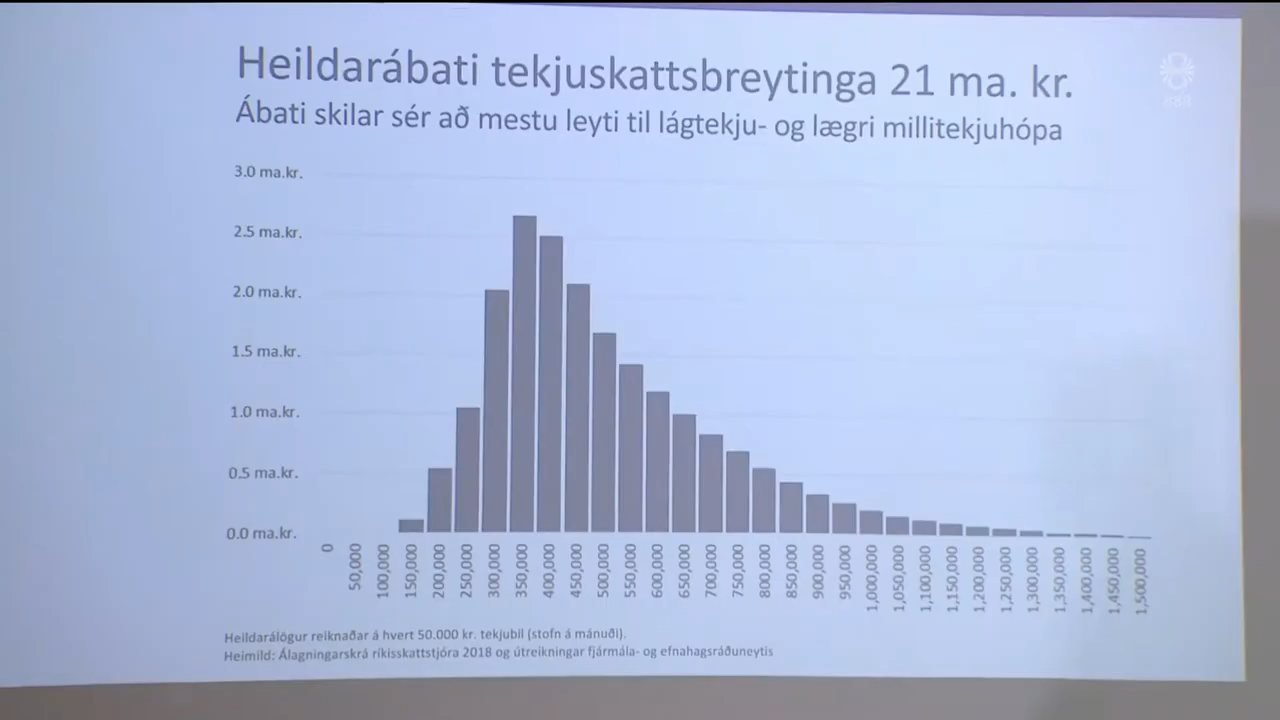 Heildarábati tekjuskattsbreytinga 21 ma. kr.
Ábati skilar sér að mestu leyti til lágtekju- og lægri millitekjuhópa
888
3.0 ma.kr.
2.5 ma.kr.
2.0 ma.kr.
1.5 ma.kr.
1.0 ma.kr.
0.5 ma.kr.
0.0 ma.kr.
0
50,000
100,000
150,000
200,000
250,000
300,000
350,000
400,000
450,000
500,000
550,000
600,000
650,000
700,000
750,000
800,000
850,000
900,000
950,000
1,000,000
1,050,000
1,100,000
1,150,000
1,200,000
1,250,000
1,300,000
1,350,000
1,400,000
1,450,000
1,500,000
Heildarálögur reiknaðar á hvert 50.000 kr. tekjubil (stofn á mánuði).
Heimild: Álagningarskrá ríkisskattstjóra 2018 og útreikningar fjármála- og efnahagsráðuneytis